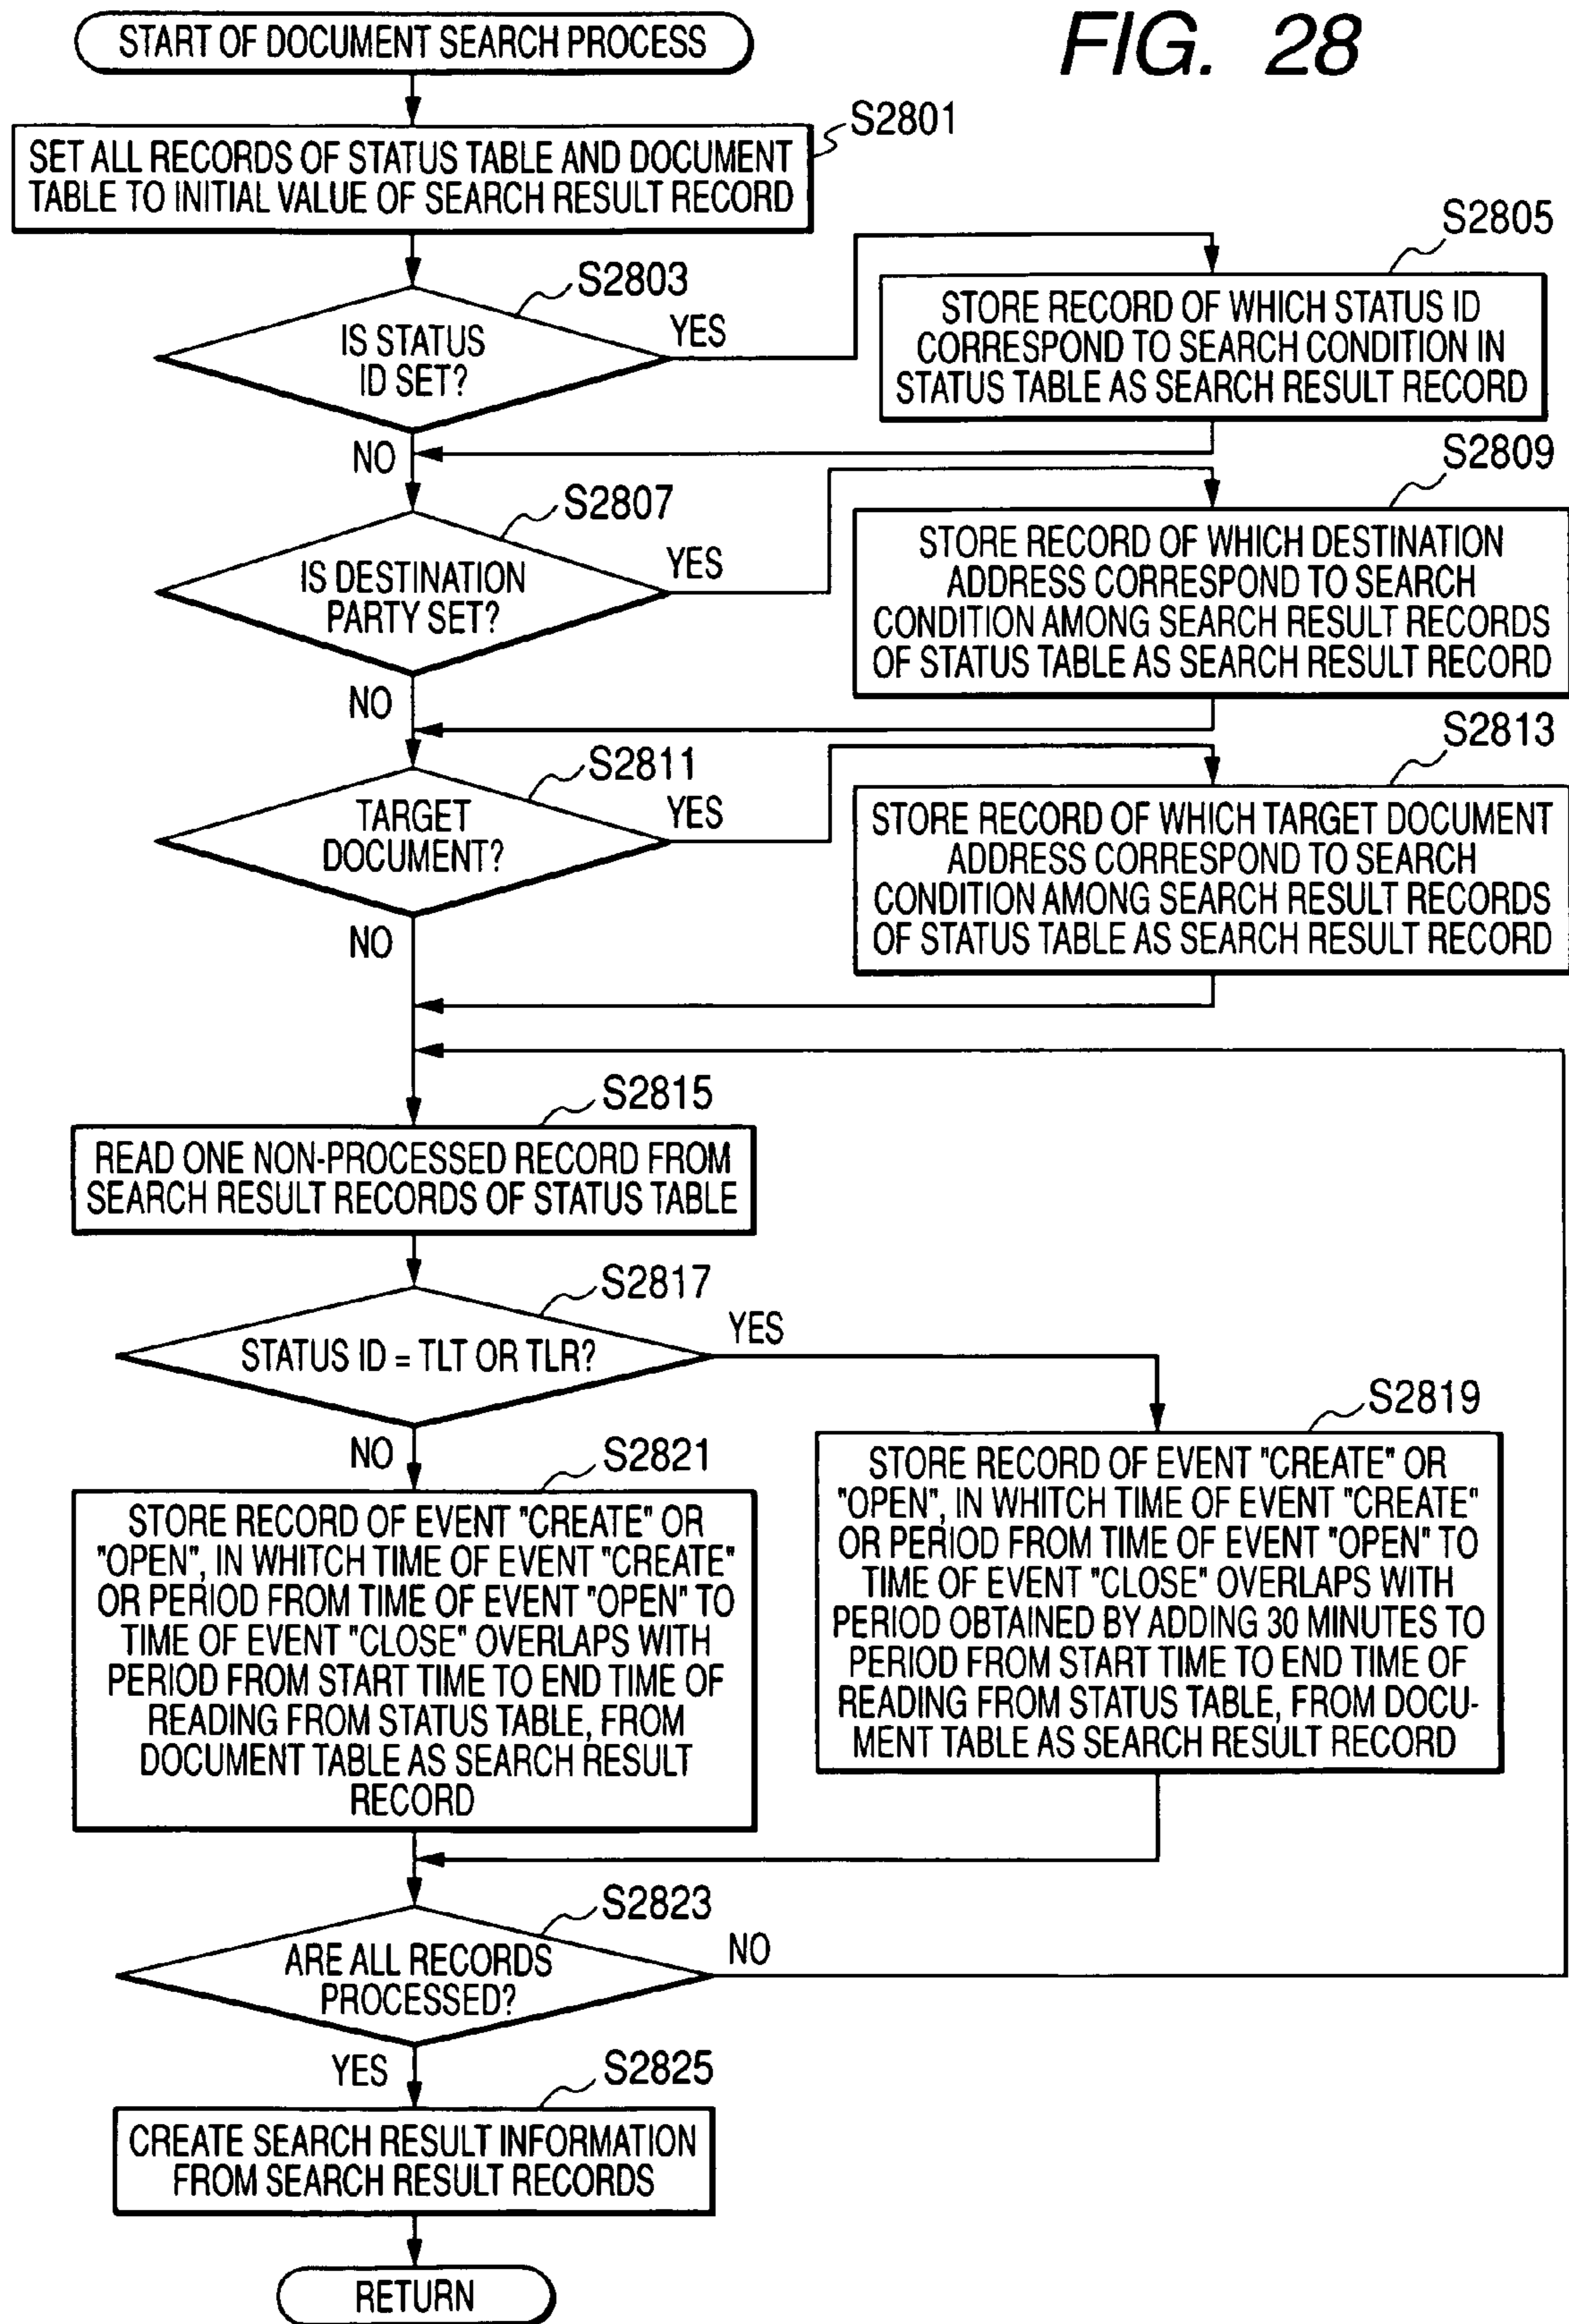 FIG. 28
START OF DOCUMENT SEARCH PROCESS
S2801
SET ALL RECORDS OF STATUS TABLE AND DOCUMENT
TABLE TO INITIAL VALUE OF SEARCH RESULT RECORD
S2803
IS STATUS
ID SET?
YES
NO
S2805
STORE RECORD OF WHICH STATUS ID
CORRESPOND TO SEARCH CONDITION IN
STATUS TABLE AS SEARCH RESULT RECORD
S2807
IS DESTINATION
PARTY SET?
YES
NO
S2809
STORE RECORD OF WHICH DESTINATION
ADDRESS CORRESPOND TO SEARCH
CONDITION AMONG SEARCH RESULT RECORDS
OF STATUS TABLE AS SEARCH RESULT RECORD
S2811
TARGET
DOCUMENT?
YES
NO
S2813
STORE RECORD OF WHICH TARGET DOCUMENT
ADDRESS CORRESPOND TO SEARCH
CONDITION AMONG SEARCH RESULT RECORDS
OF STATUS TABLE AS SEARCH RESULT RECORD
S2815
READ ONE NON-PROCESSED RECORD FROM
SEARCH RESULT RECORDS OF STATUS TABLE
S2817
STATUS ID = TLT OR TLR?
YES
NO
S2819
STORE RECORD OF EVENT "CREATE" OR
"OPEN", IN WHITCH TIME OF EVENT "CREATE"
OR PERIOD FROM TIME OF EVENT "OPEN" TO
TIME OF EVENT "CLOSE" OVERLAPS WITH
PERIOD OBTAINED BY ADDING 30 MINUTES TO
PERIOD FROM START TIME TO END TIME OF
READING FROM STATUS TABLE, FROM DOCU-
MENT TABLE AS SEARCH RESULT RECORD
S2821
STORE RECORD OF EVENT "CREATE" OR
"OPEN", IN WHITCH TIME OF EVENT "CREATE"
OR PERIOD FROM TIME OF EVENT "OPEN" TO
TIME OF EVENT "CLOSE" OVERLAPS WITH
PERIOD FROM START TIME TO END TIME OF
READING FROM STATUS TABLE, FROM
DOCUMENT TABLE AS SEARCH RESULT
RECORD
S2823
ARE ALL RECORDS
PROCESSED?
NO
YES
S2825
CREATE SEARCH RESULT INFORMATION
FROM SEARCH RESULT RECORDS
RETURN